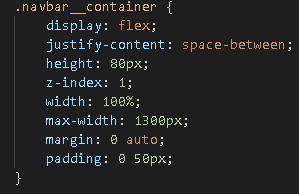 .navbar__container {
    display: flex;
    justify-content: space-between;
    height: 80px;
    z-index: 1;
    width: 100%;
    max-width: 1300px;
    margin: 0 auto;
    padding: 0 50px;
}